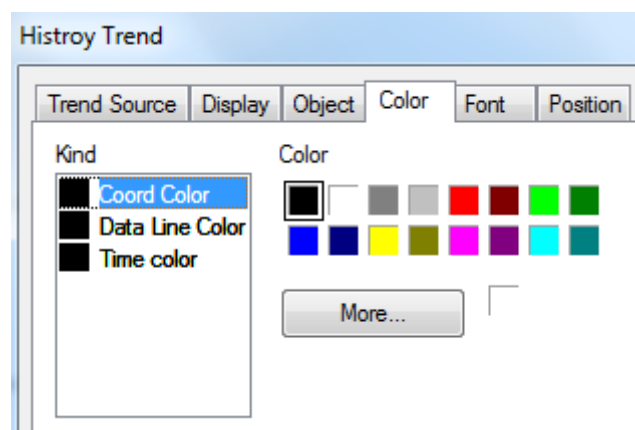 Histroy Trend
Trend Source Display Object Color Font Position
Kind Color
Coord Color
Data Line Color
Time color
More...